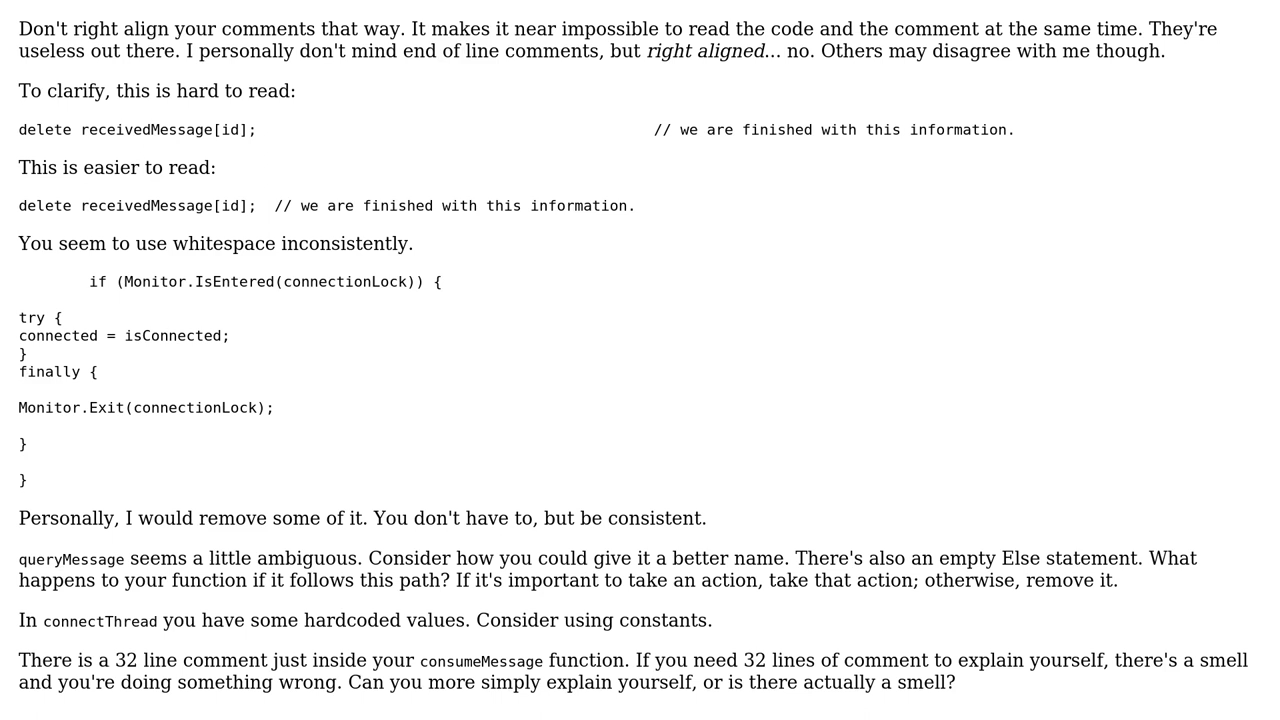 Don't right align your comments that way. It makes it near impossible to read the code and the comment at the same time. They're
useless out there. I personally don't mind end of line comments, but right aligned... no. Others may disagree with me though.
To clarify, this is hard to read:
delete receivedMessage[id];                                             // we are finished with this information.
This is easier to read:
delete receivedMessage[id];  // we are finished with this information.
You seem to use whitespace inconsistently.
        if (Monitor.IsEntered(connectionLock)) {
try {
connected = isConnected;
}
finally {
Monitor.Exit(connectionLock);
}
}
Personally, I would remove some of it. You don't have to, but be consistent.
queryMessage seems a little ambiguous. Consider how you could give it a better name. There's also an empty Else statement. What
happens to your function if it follows this path? If it's important to take an action, take that action; otherwise, remove it.
In connectThread you have some hardcoded values. Consider using constants.
There is a 32 line comment just inside your consumeMessage function. If you need 32 lines of comment to explain yourself, there's a smell
and you're doing something wrong. Can you more simply explain yourself, or is there actually a smell?